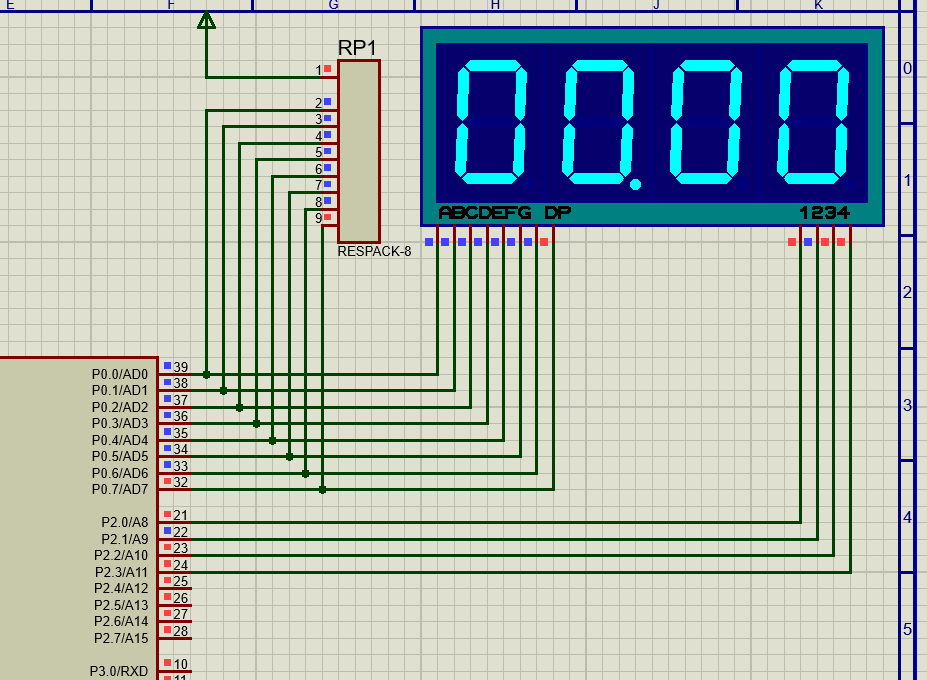 E F G H J K
RP1
1
2
3
4
5
6
7
8
9
RESPACK-8
00.00
ABCDEFG DP
1234
0
1
2
3
4
5
P0.0/AD0 39
P0.1/AD1 38
P0.2/AD2 37
P0.3/AD3 36
P0.4/AD4 35
P0.5/AD5 34
P0.6/AD6 33
P0.7/AD7 32
P2.0/A8 21
P2.1/A9 22
P2.2/A10 23
P2.3/A11 24
P2.4/A12 25
P2.5/A13 26
P2.6/A14 27
P2.7/A15 28
P3.0/RXD 10
11